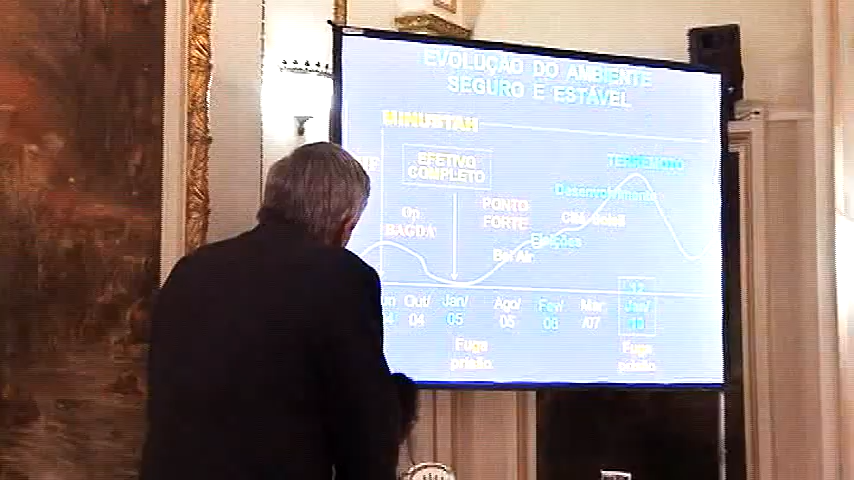 EVOLUÇÃO DO AMBIENTE
SEGURO E ESTÁVEL
MINUSTAH
EFETIVO
COMPLETO
TERREMOTO
Desenvolvimento
Op
BAGDÁ
PONTO
FORTE
Cité Soleil
Eleições
Bel Air
Out/
04
Jan/
05
Ago/
05
Fev/
06
Mar
/07
Jan/
10
Fuga
prisão
Fuga
prisão